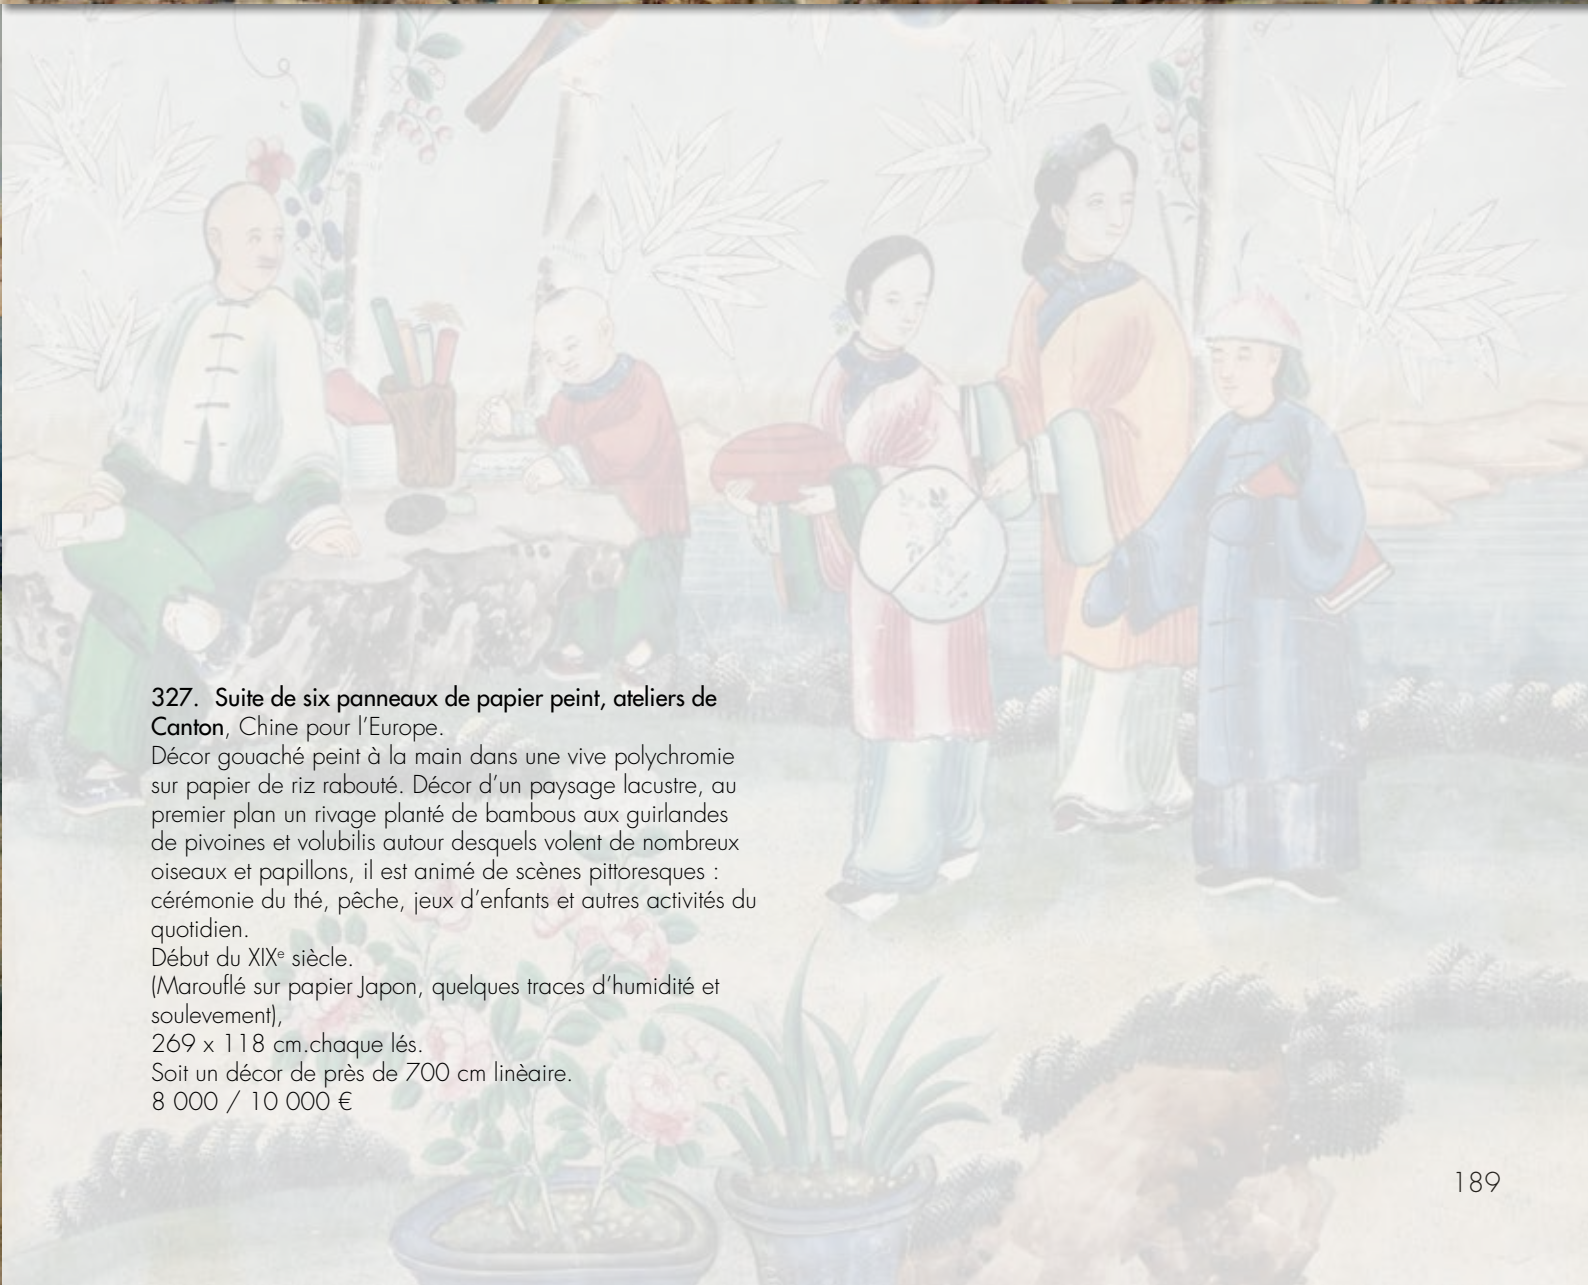 327. Suite de six panneaux de papier peint, ateliers de
Canton, Chine pour l'Europe.
Décor gouaché peint à la main dans une vive polychromie
sur papier de riz rabouté. Décor d'un paysage lacustre, au
premier plan un rivage planté de bambous aux guirlandes
de pivoines et volubilis autour desquels volent de nombreux
oiseaux et papillons, il est animé de scènes pittoresques :
cérémonie du thé, pêche, jeux d'enfants et autres activités du
quotidien.
Début du XIXe siècle.
(Marouflé sur papier Japon, quelques traces d'humidité et
soulevement),
269 x 118 cm.chaque lés.
Soit un décor de près de 700 cm linèaire.
8 000 / 10 000 €
189